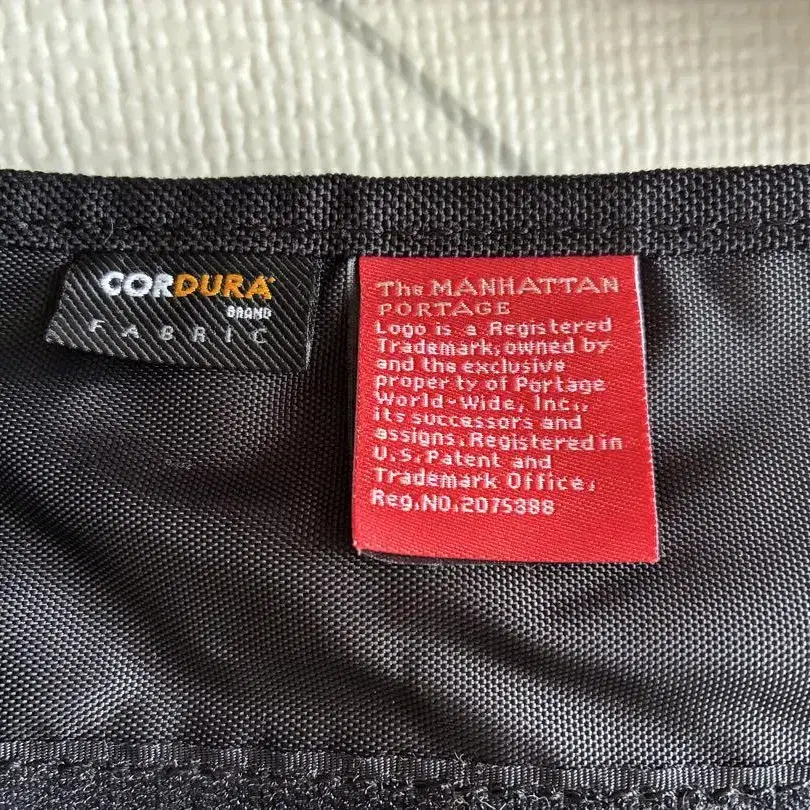 CORDURA
BRAND
FABRIC
The MANHATTAN
PORTAGE
Logo is a Registered
Trademark, owned by
and the exclusive
property of Portage
World-Wide, Inc.,
its successors and
assigns. Registered in
U.S. Patent and
Trademark Office,
Reg.NO.2075388